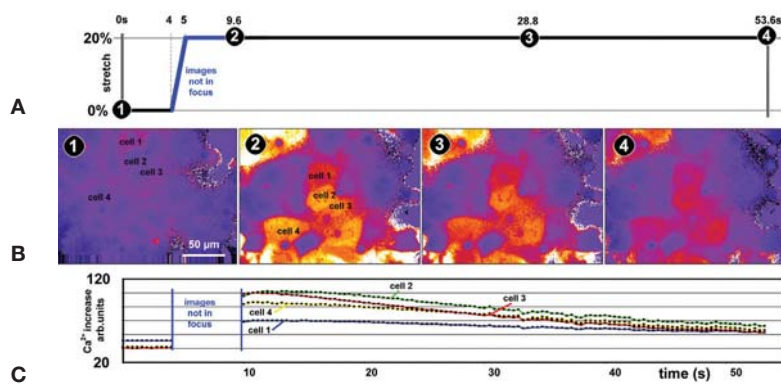 0s 4 5 9.6 28.8 53.6s
20%
stretch
images
not in
focus
0%
1 2 3 4
A
1 2 3 4
cell 1
cell 2
cell 3
cell 4
50 µm
cell 1
cell 2
cell 3
cell 4
B
120
Ca2+ increase
arb.units
20
images
not in
focus
cell 2
cell 3
cell 4
cell 1
10 20 30 40 50
time (s)
C